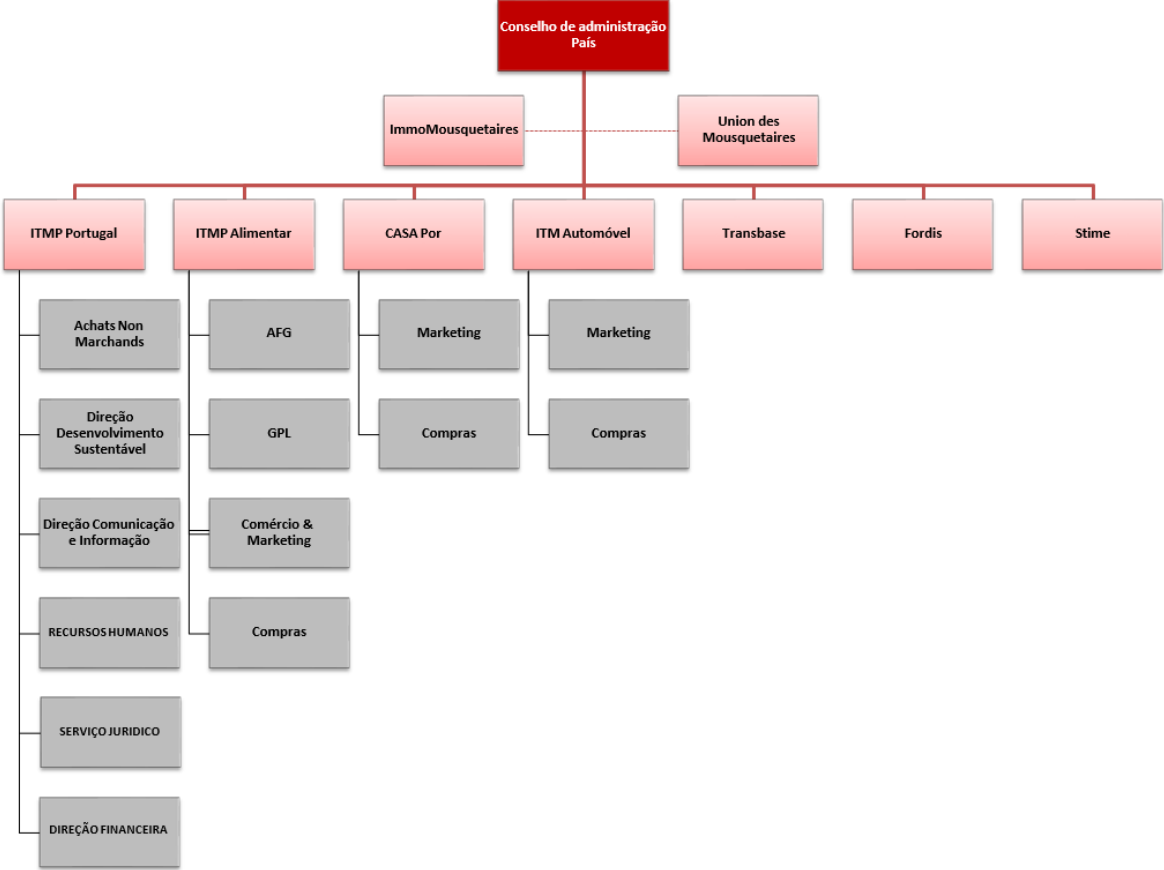 Conselho de administração
País
ImmoMousquetaires
Union des
Mousquetaires
ITMP Portugal
ITMP Alimentar
CASA Por
ITM Automóvel
Transbase
Fordis
Stime
Achats Non
Marchands
AFG
Marketing
Marketing
Direção
Desenvolvimento
Sustentável
GPL
Compras
Compras
Direção Comunicação
e Informação
Comércio &
Marketing
RECURSOS HUMANOS
Compras
SERVIÇO JURIDICO
DIREÇÃO FINANCEIRA